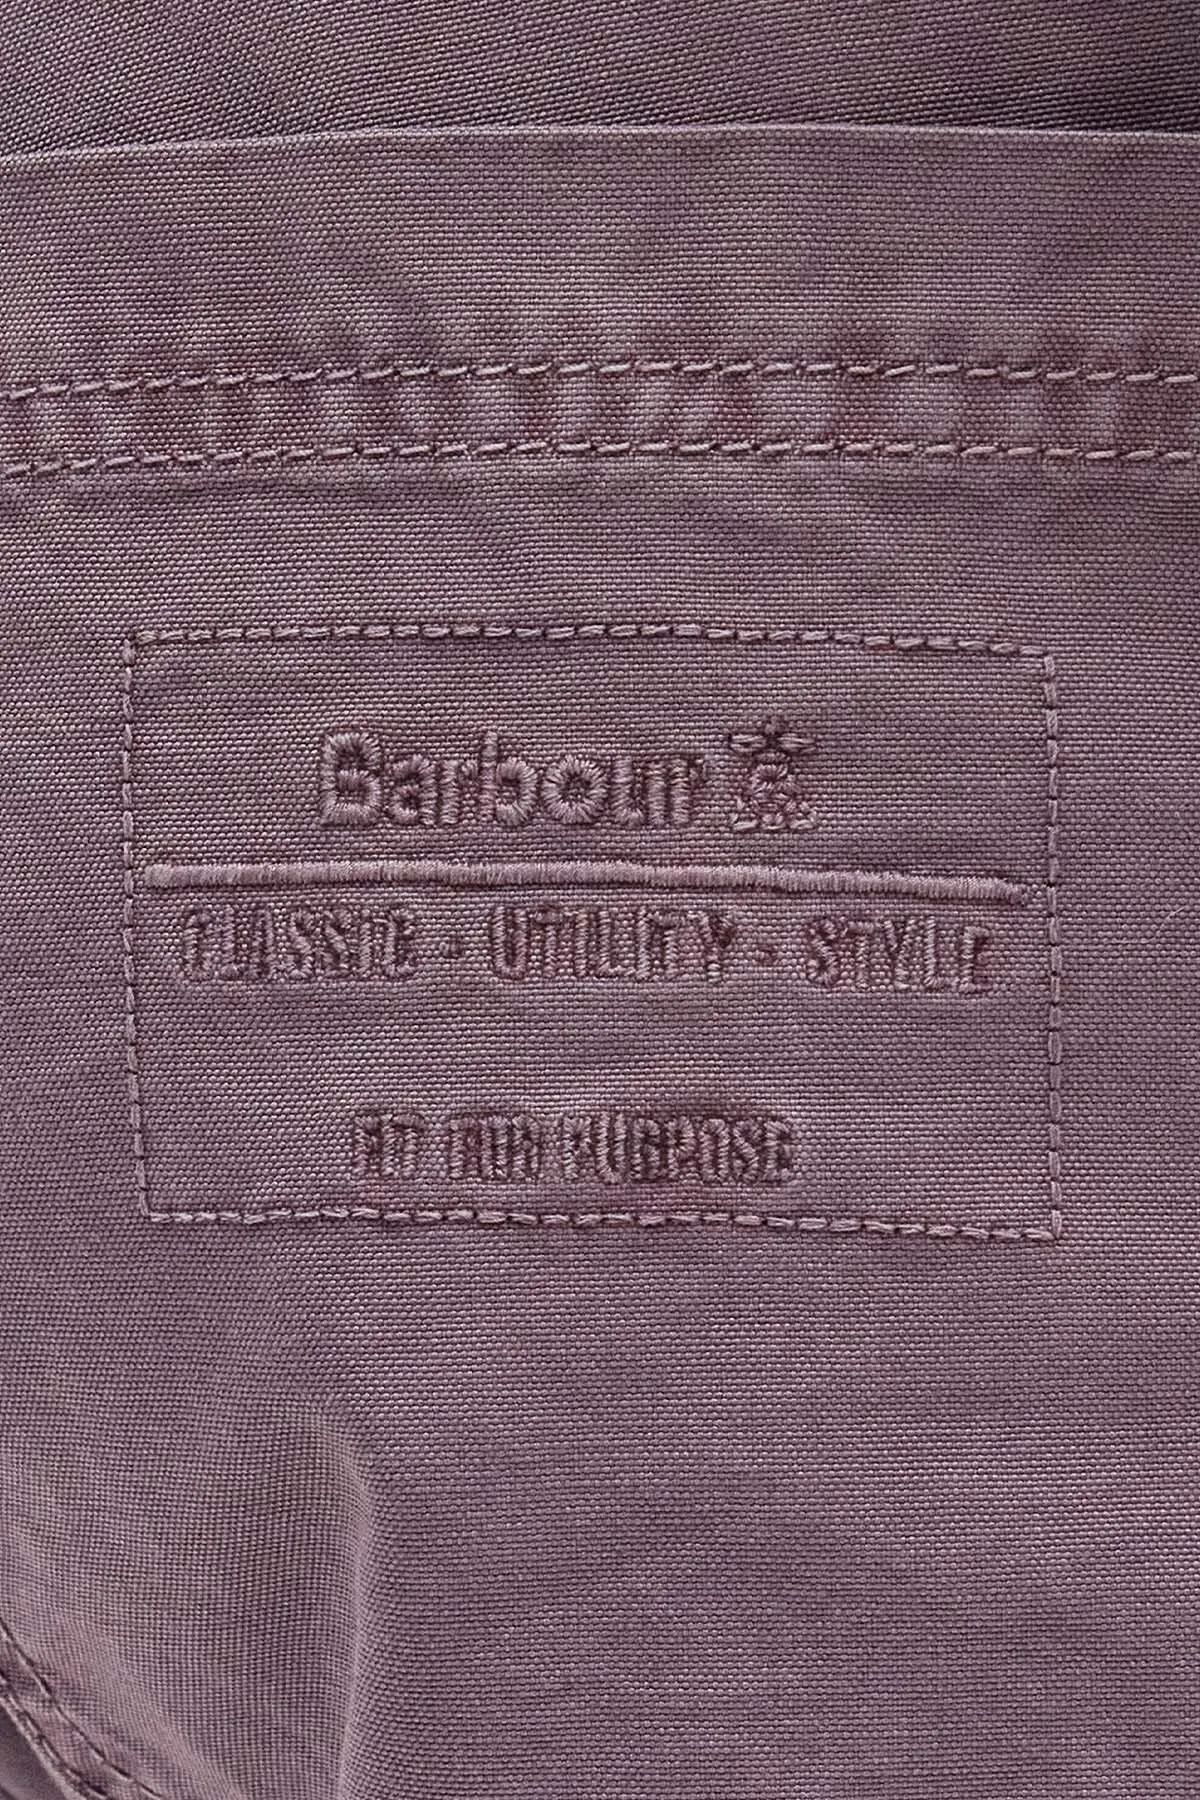 Barbour
CLASSIC - UTILITY - STYLE
FIT FOR PURPOSE